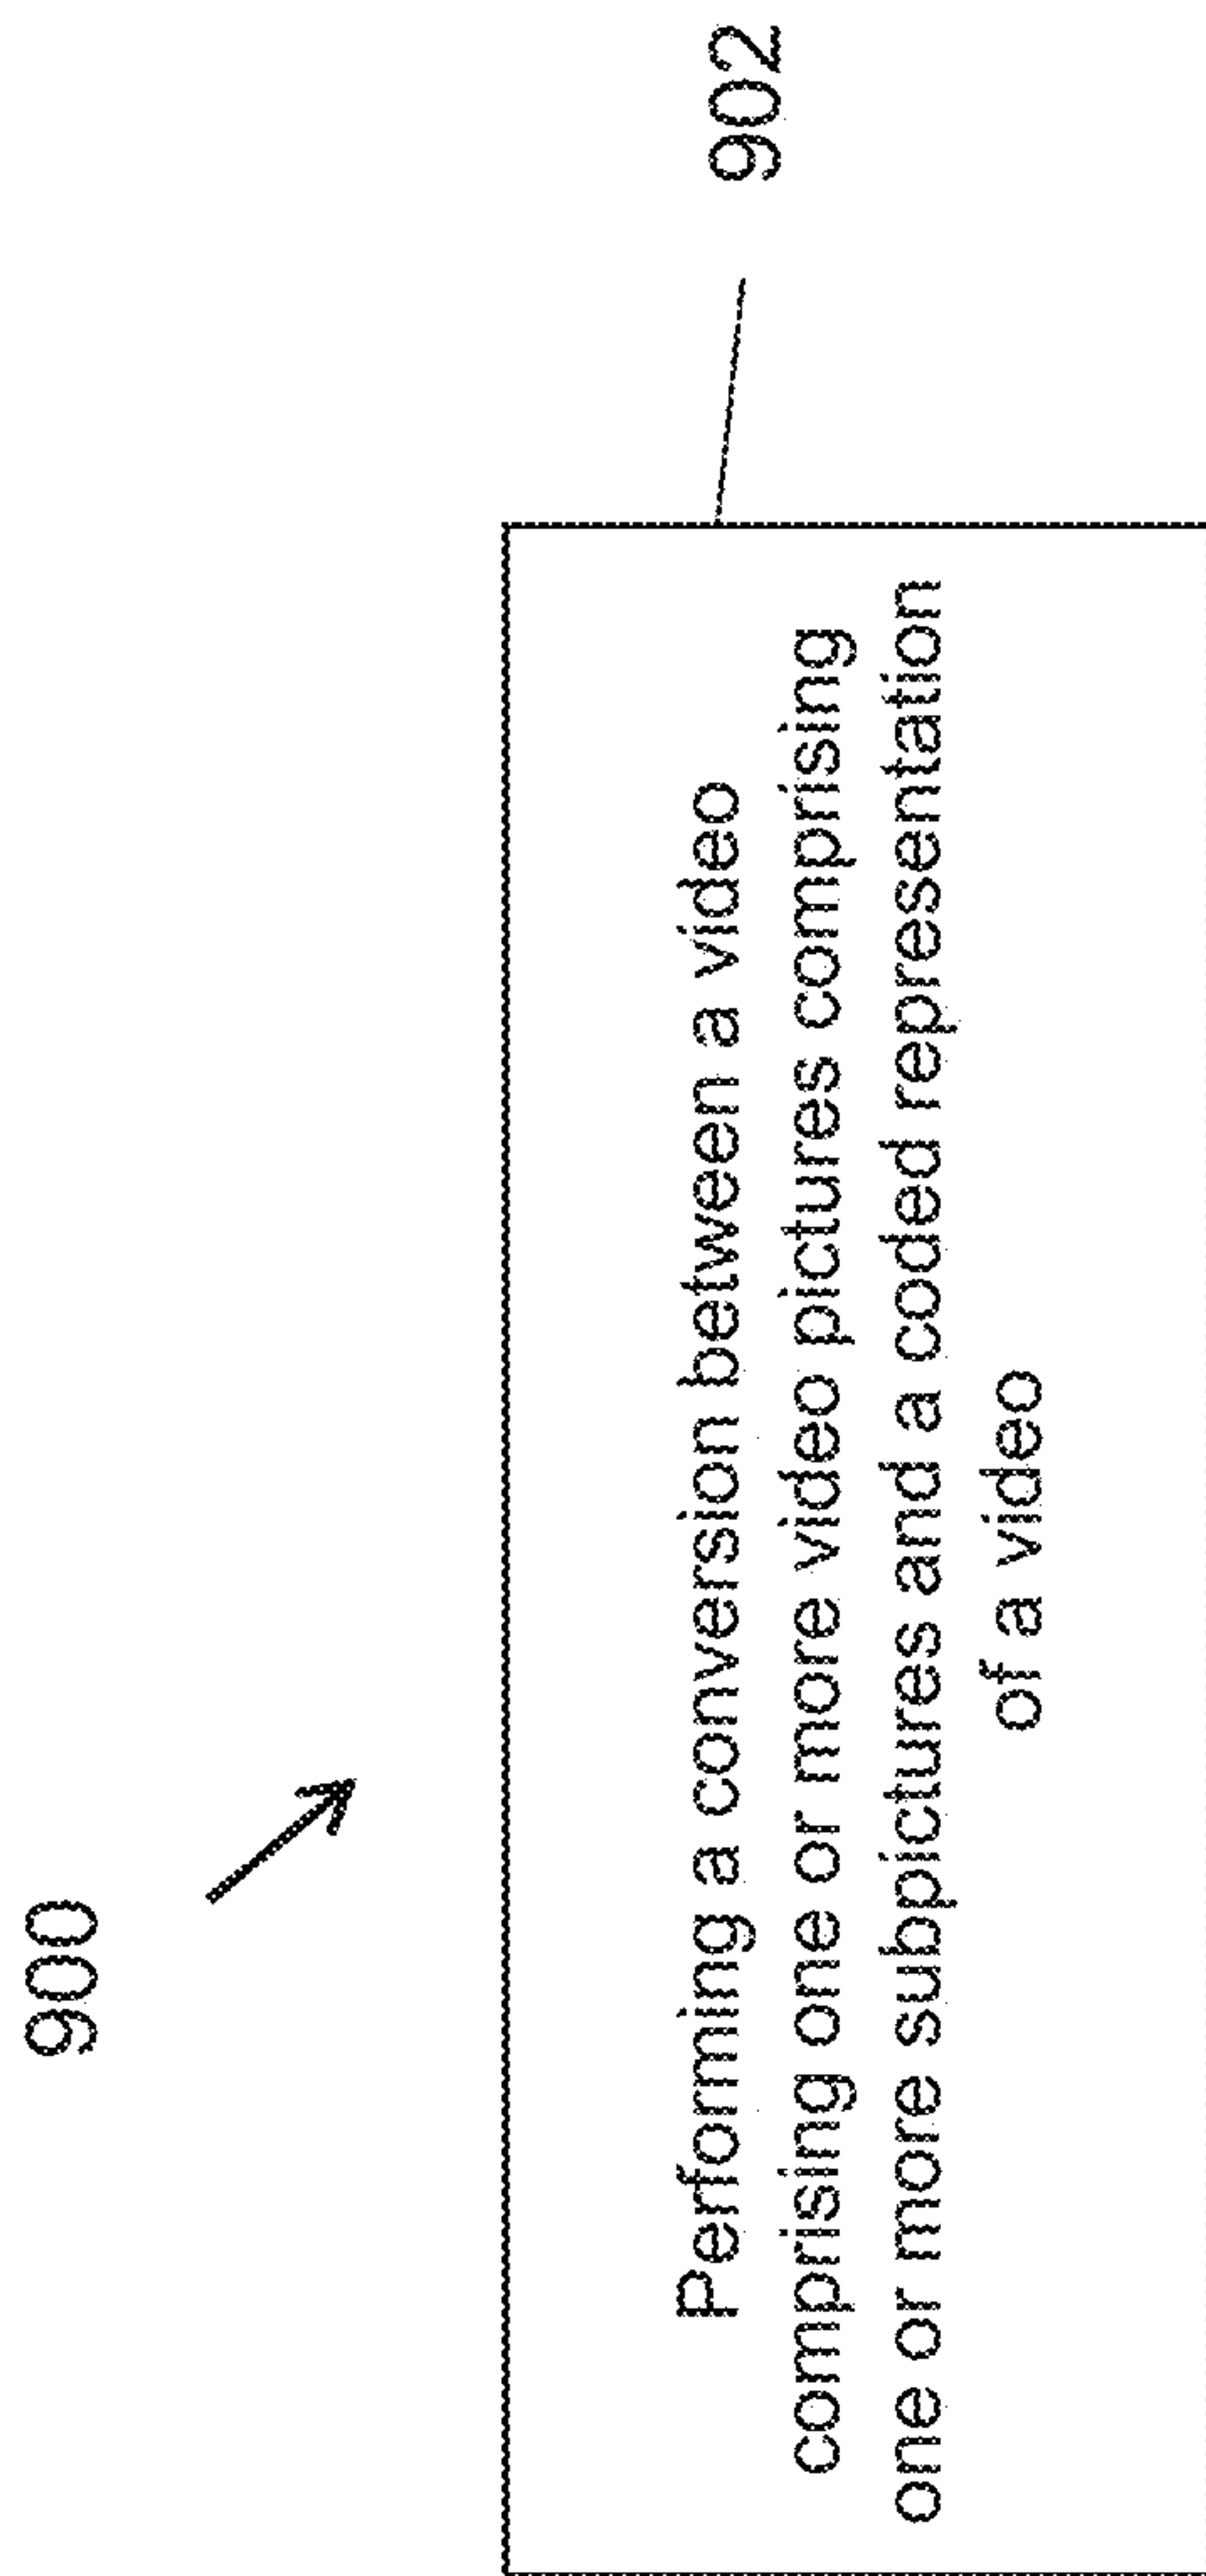 900
902
Performing a conversion between a video
comprising one or more video pictures comprising
one or more subpictures and a coded representation
of a video